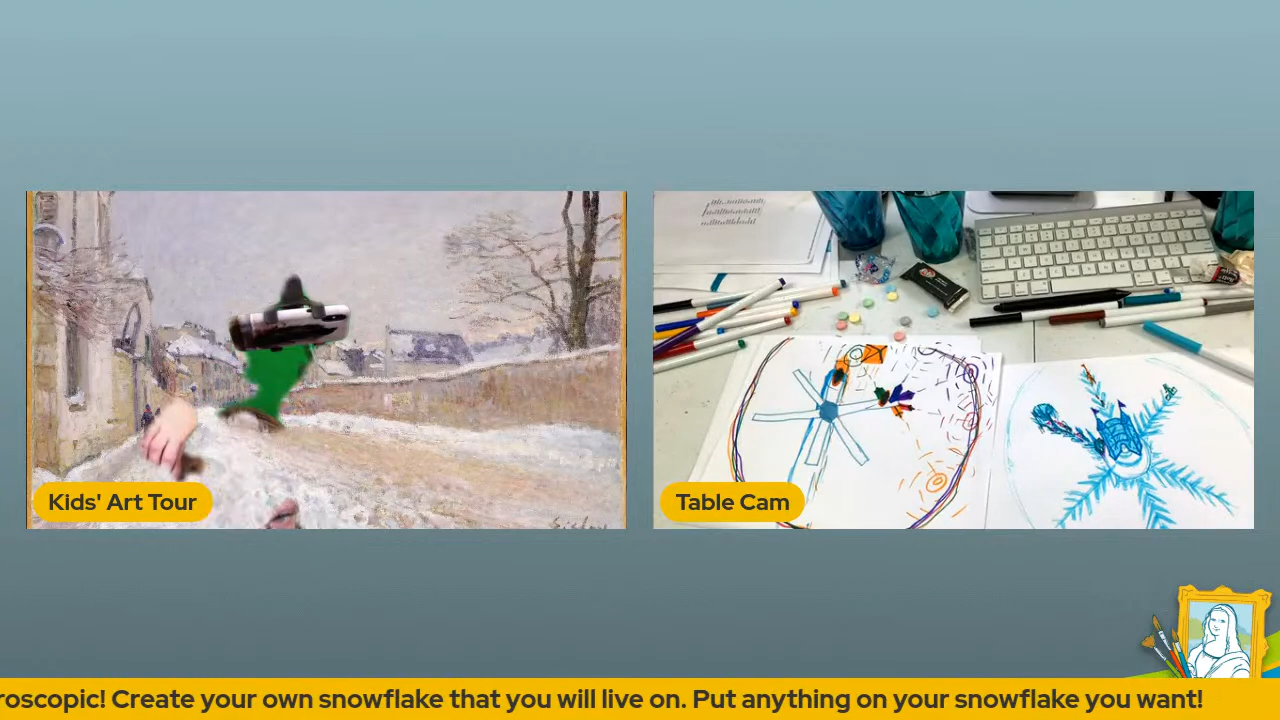 Kids' Art Tour
Table Cam
roscopic! Create your own snowflake that you will live on. Put anything on your snowflake you want!